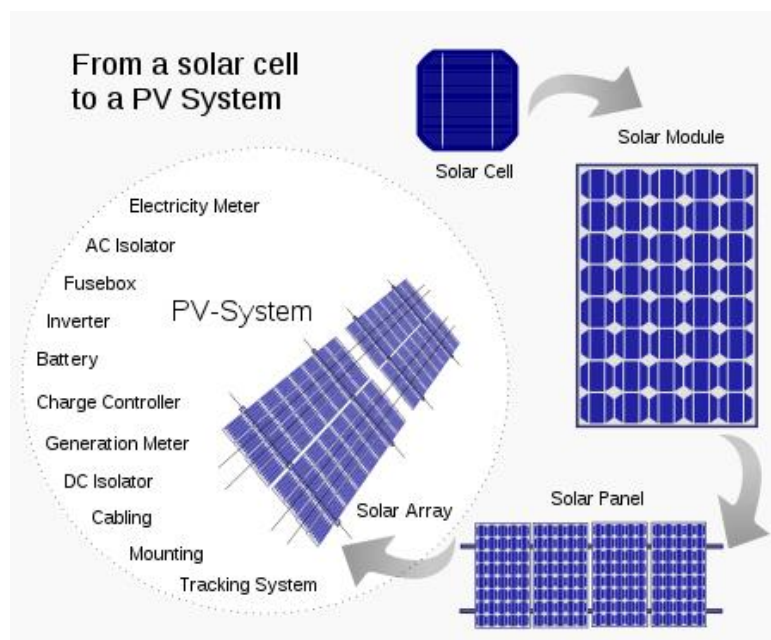 From a solar cell
to a PV System
Solar Cell
Solar Module
Electricity Meter
AC Isolator
Fusebox
PV-System
Inverter
Battery
Charge Controller
Generation Meter
DC Isolator
Solar Panel
Solar Array
Cabling
Mounting
Tracking System